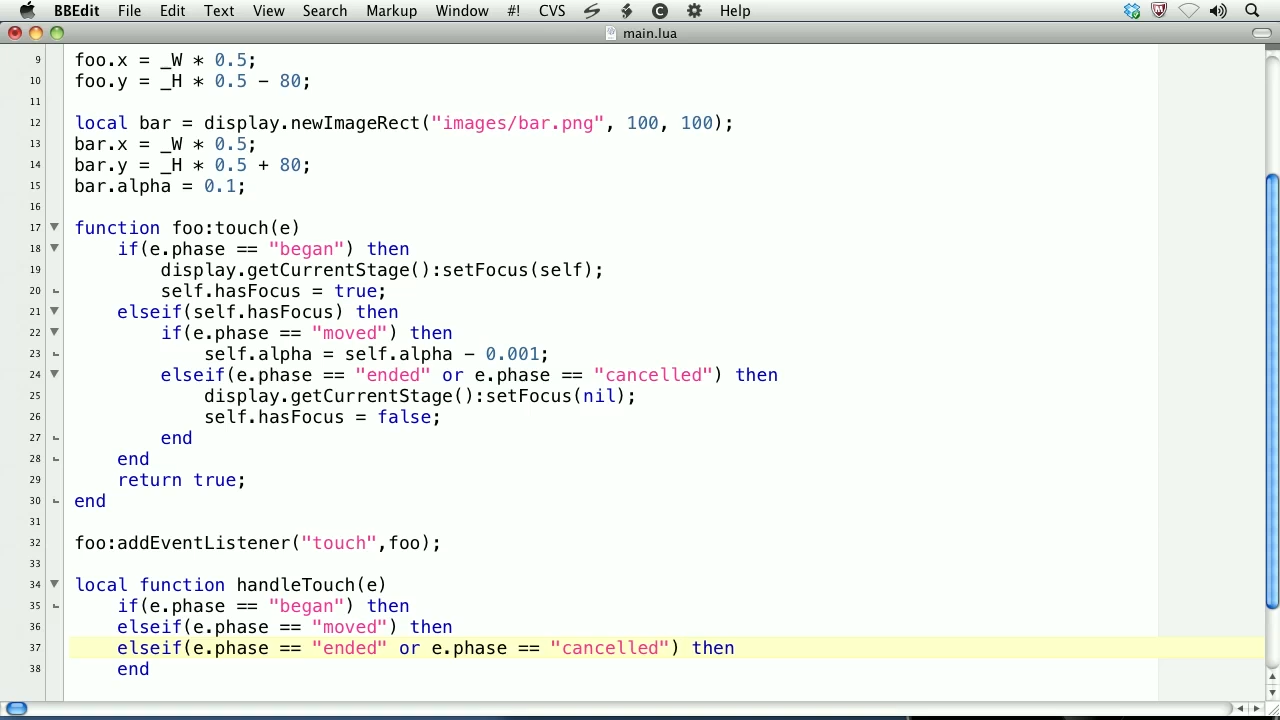 BBEdit File Edit Text View Search Markup Window #! CVS Help
main.lua
9 foo.x = _W * 0.5;
10 foo.y = _H * 0.5 - 80;
11
12 local bar = display.newImageRect("images/bar.png", 100, 100);
13 bar.x = _W * 0.5;
14 bar.y = _H * 0.5 + 80;
15 bar.alpha = 0.1;
16
17 function foo:touch(e)
18 if(e.phase == "began") then
19 display.getCurrentStage():setFocus(self);
20 self.hasFocus = true;
21 elseif(self.hasFocus) then
22 if(e.phase == "moved") then
23 self.alpha = self.alpha - 0.001;
24 elseif(e.phase == "ended" or e.phase == "cancelled") then
25 display.getCurrentStage():setFocus(nil);
26 self.hasFocus = false;
27 end
28 end
29 return true;
30 end
31
32 foo:addEventListener("touch",foo);
33
34 local function handleTouch(e)
35 if(e.phase == "began") then
36 elseif(e.phase == "moved") then
37 elseif(e.phase == "ended" or e.phase == "cancelled") then
38 end